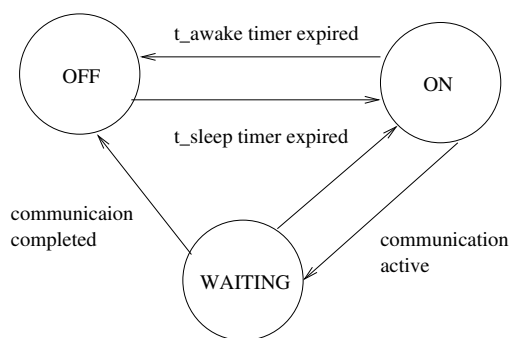 t_awake timer expired
OFF
ON
t_sleep timer expired
communicaion
completed
communication
active
WAITING